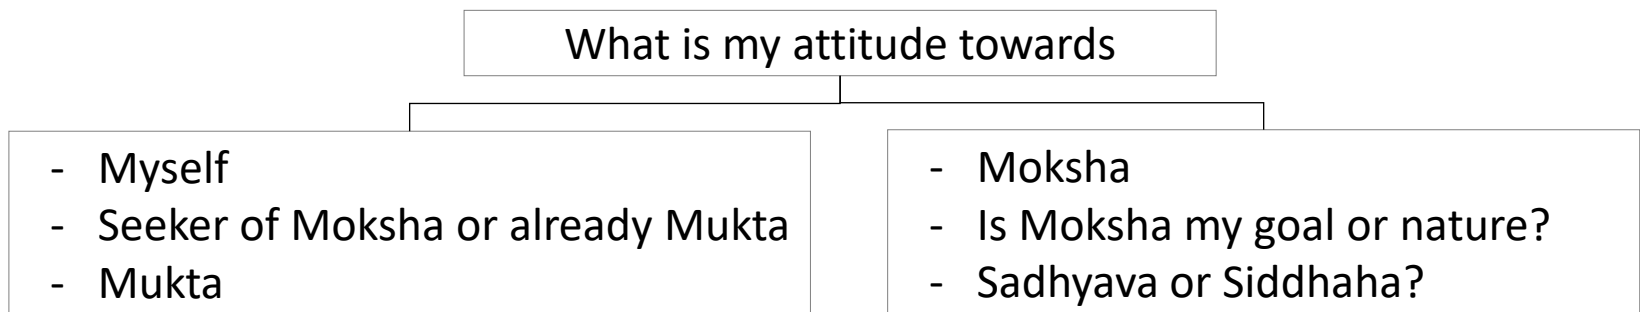 What is my attitude towards
- Myself
- Seeker of Moksha or already Mukta
- Mukta
- Moksha
- Is Moksha my goal or nature?
- Sadhyava or Siddhaha?